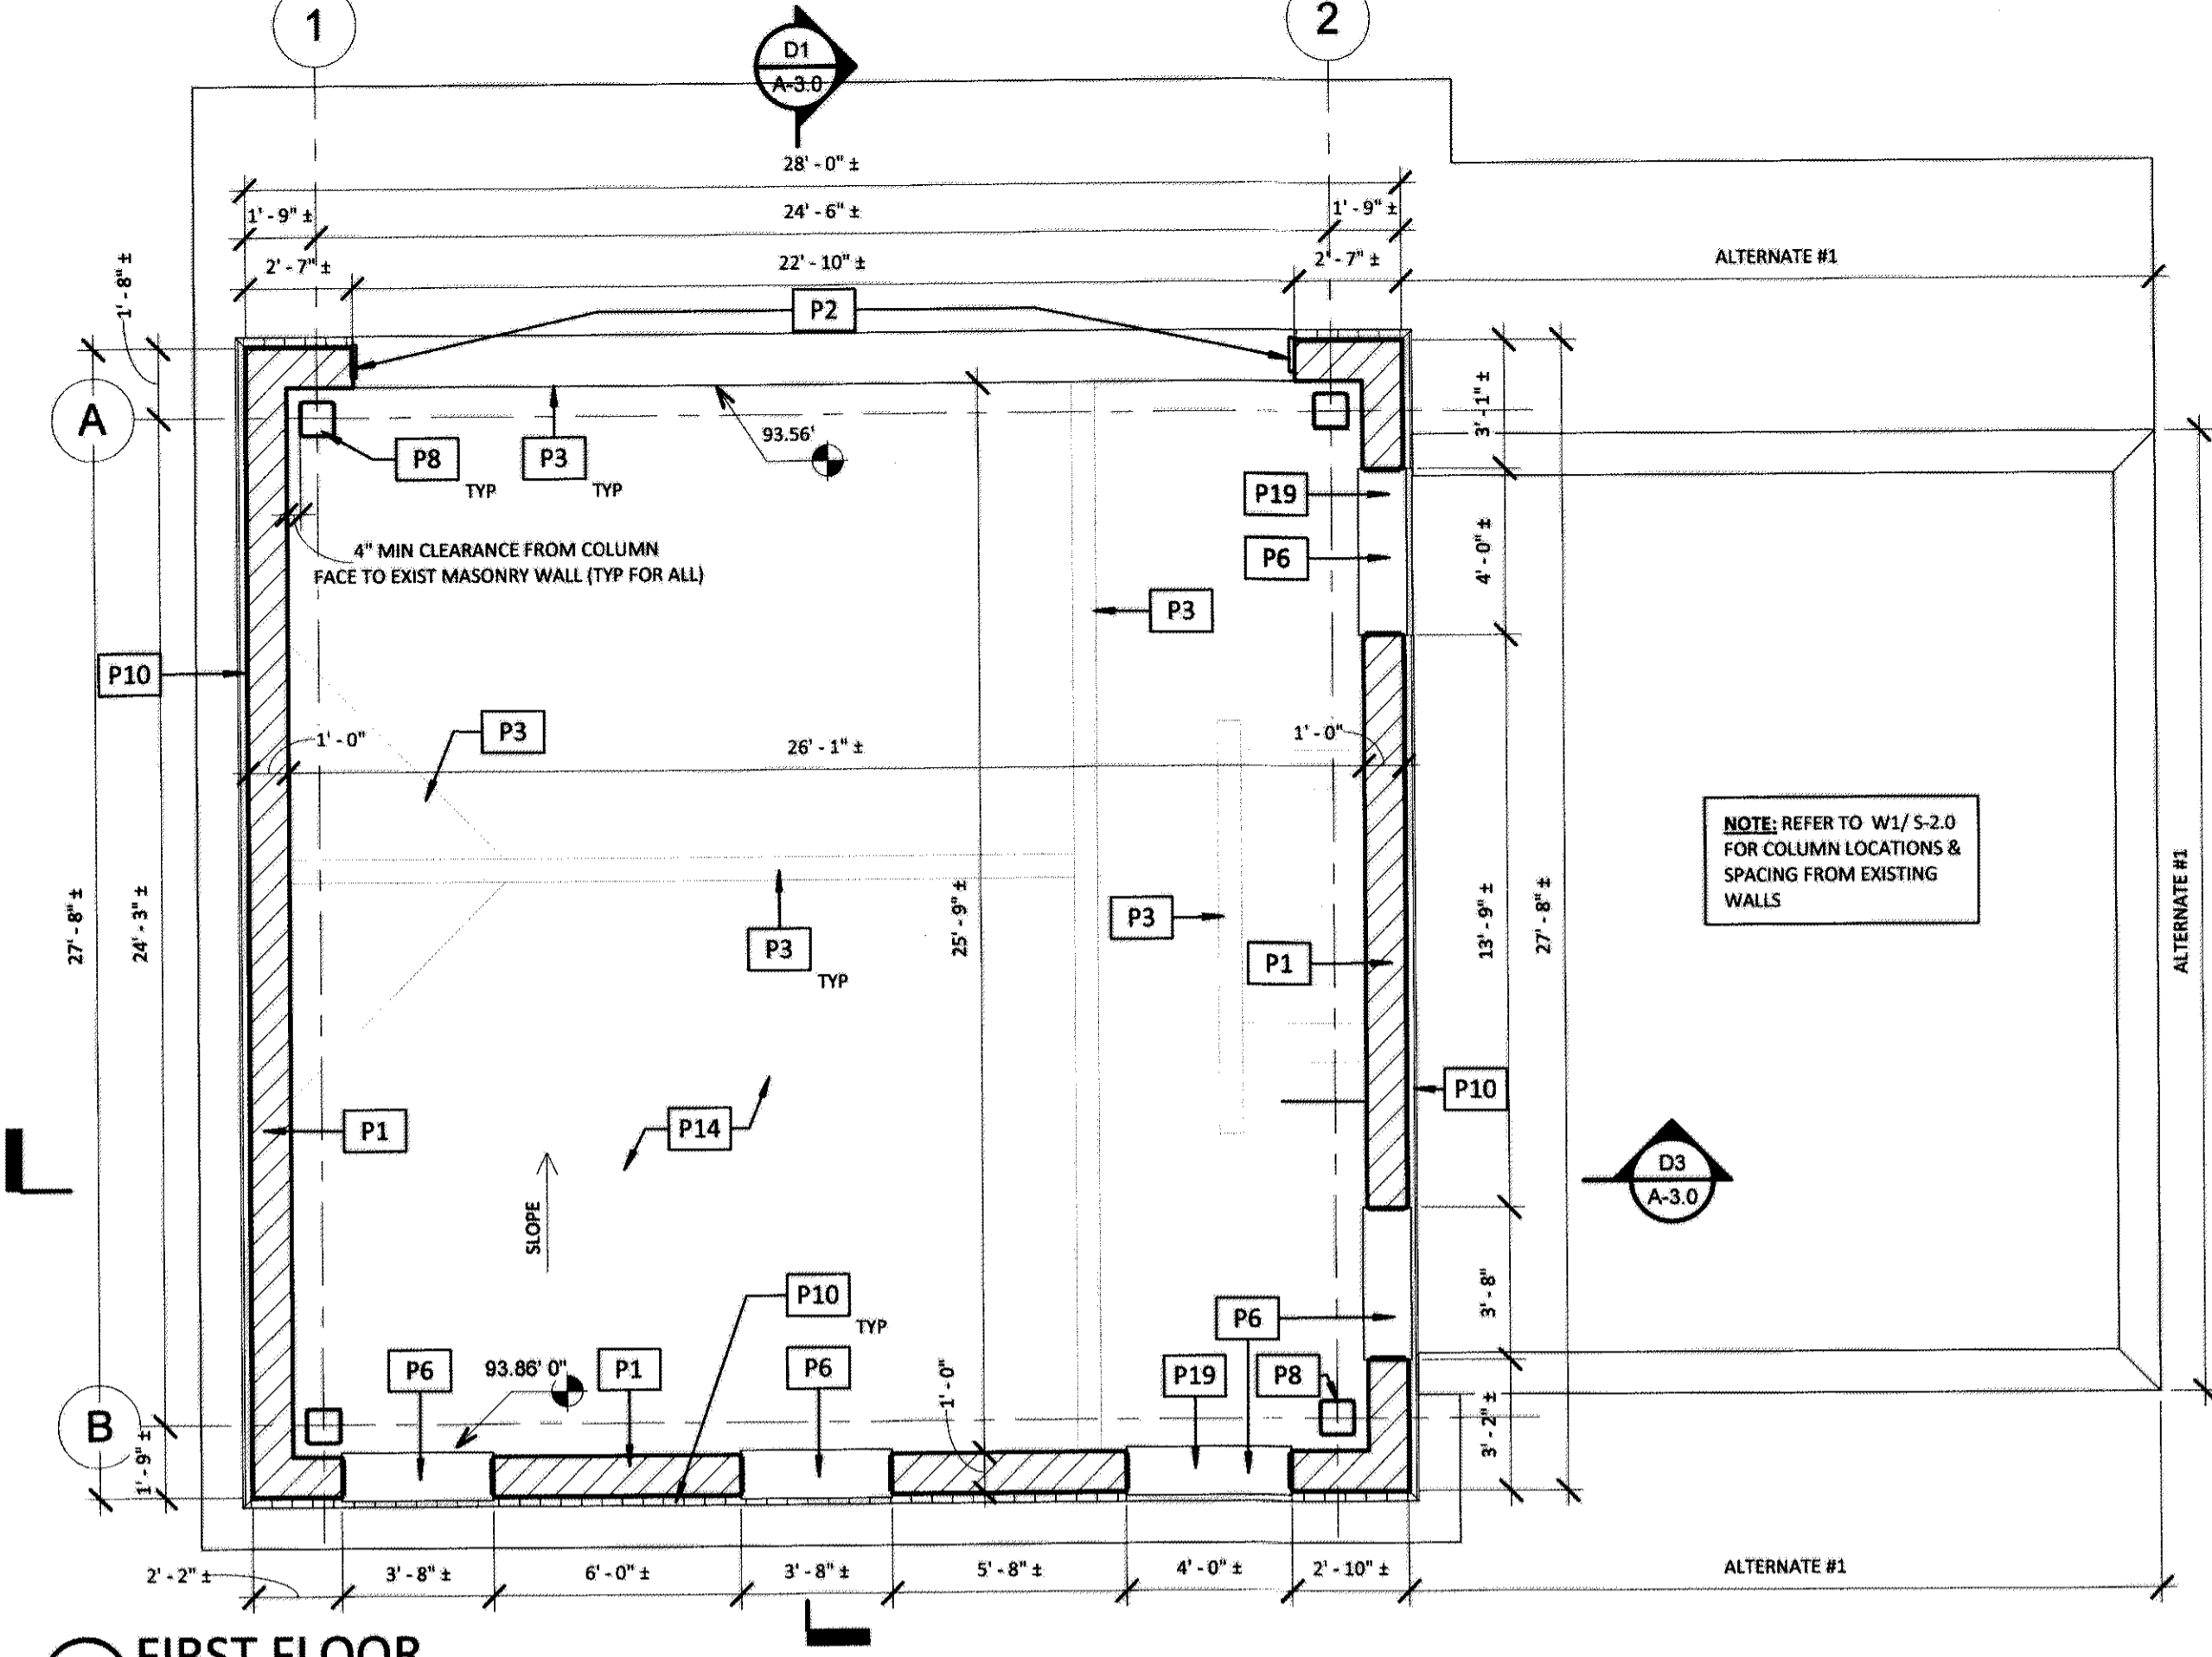 1
2
D1
A-3.0
28' - 0" ±
1' - 9" ±
24' - 6" ±
1' - 9" ±
2' - 7" ±
22' - 10" ±
2' - 7" ±
ALTERNATE #1
1' - 8" ±
P2
A
P8
TYP
P3
TYP
93.56'
3' - 1" ±
P19
P6
4' - 0" ±
4" MIN CLEARANCE FROM COLUMN
FACE TO EXIST MASONRY WALL (TYP FOR ALL)
P3
P10
P3
1' - 0"
26' - 1" ±
1' - 0"
NOTE: REFER TO W1/ S-2.0
FOR COLUMN LOCATIONS &
SPACING FROM EXISTING
WALLS
27' - 8" ±
24' - 3" ±
25' - 9" ±
P3
TYP
P3
P1
13' - 9" ±
27' - 8" ±
ALTERNATE #1
P10
P1
P14
D3
A-3.0
SLOPE
P10
TYP
P6
3' - 8"
P6
93.86' 0"
P1
P6
1' - 0"
P19
P8
B
1' - 9" ±
3' - 2" ±
2' - 2" ±
3' - 8" ±
6' - 0" ±
3' - 8" ±
5' - 8" ±
4' - 0" ±
2' - 10" ±
ALTERNATE #1
FIRST FLOOR